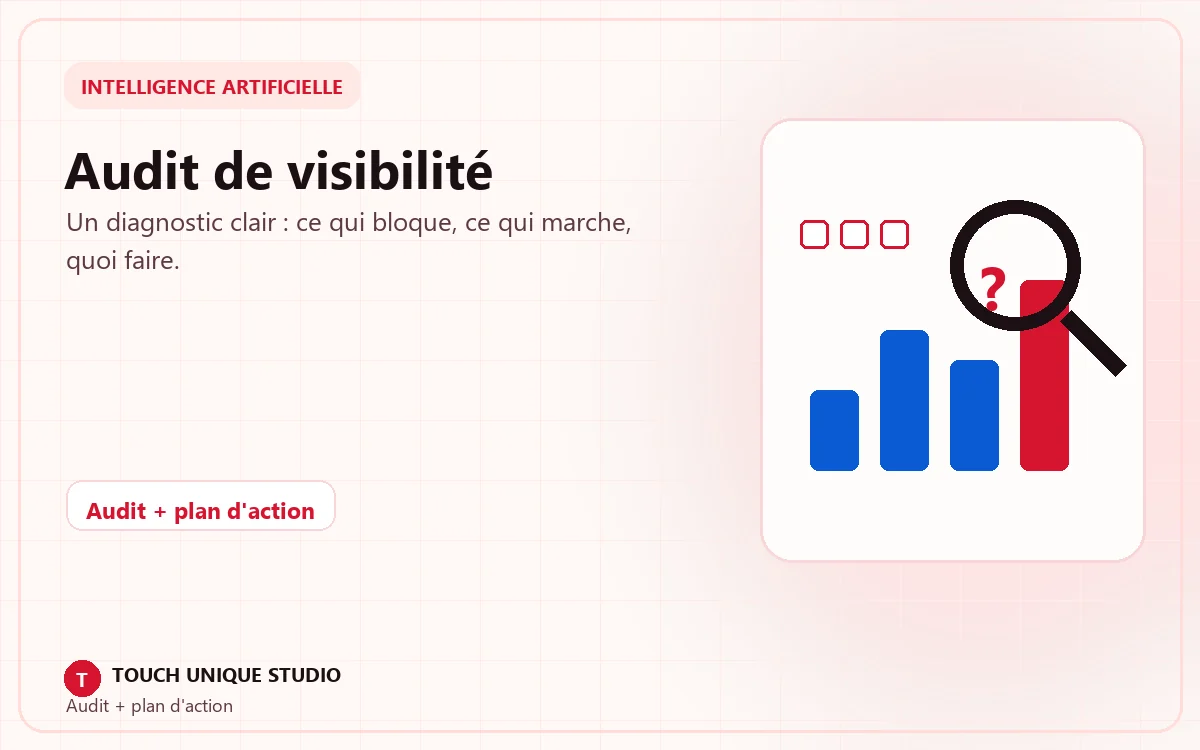 INTELLIGENCE ARTIFICIELLE
Audit de visibilité
Un diagnostic clair : ce qui bloque, ce qui marche,
quoi faire.
?
Audit + plan d'action
T
TOUCH UNIQUE STUDIO
Audit + plan d'action